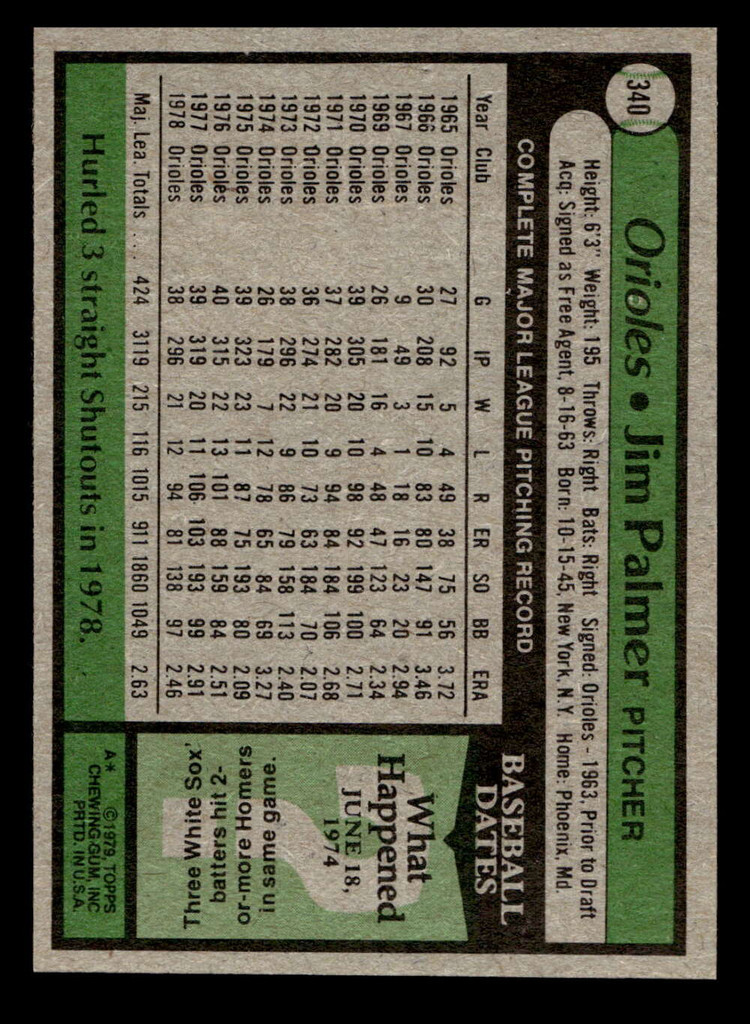 340
Orioles • Jim Palmer PITCHER
Height: 6'3" Weight: 195 Throws: Right Bats: Right Signed: Orioles - 1963, Prior to Draft
Acq: Signed as Free Agent, 8-16-63 Born: 10-15-45, New York, N.Y. Home: Phoenix, Md.
COMPLETE MAJOR LEAGUE PITCHING RECORD
Year Club G IP W L R ER SO BB ERA
1965 Orioles 27 92 5 4 49 38 75 56 3.72
1966 Orioles 30 208 15 10 83 80 147 91 3.46
1967 Orioles 9 49 3 1 18 16 23 20 2.94
1969 Orioles 26 181 16 4 48 47 123 64 2.34
1970 Orioles 39 305 20 10 98 92 199 100 2.71
1971 Orioles 37 282 20 9 94 84 184 106 2.68
1972 Orioles 36 274 21 10 73 63 184 70 2.07
1973 Orioles 38 296 22 9 86 79 158 113 2.40
1974 Orioles 26 179 7 12 78 65 84 69 3.27
1975 Orioles 39 323 23 11 87 75 193 80 2.09
1976 Orioles 40 315 22 13 101 88 159 84 2.51
1977 Orioles 39 319 20 11 106 103 193 99 2.91
1978 Orioles 38 296 21 12 94 81 138 97 2.46
Maj. Lea. Totals . . . . 424 3119 215 116 1015 911 1860 1049 2.63
Hurled 3 straight Shutouts in 1978.
BASEBALL
DATES
What
Happened
JUNE 18,
1974
?
Three White Sox'
batters hit 2-
or-more Homers
in same game.
A* ©1979, TOPPS
CHEWING GUM, INC
PRTD. IN U.S.A.